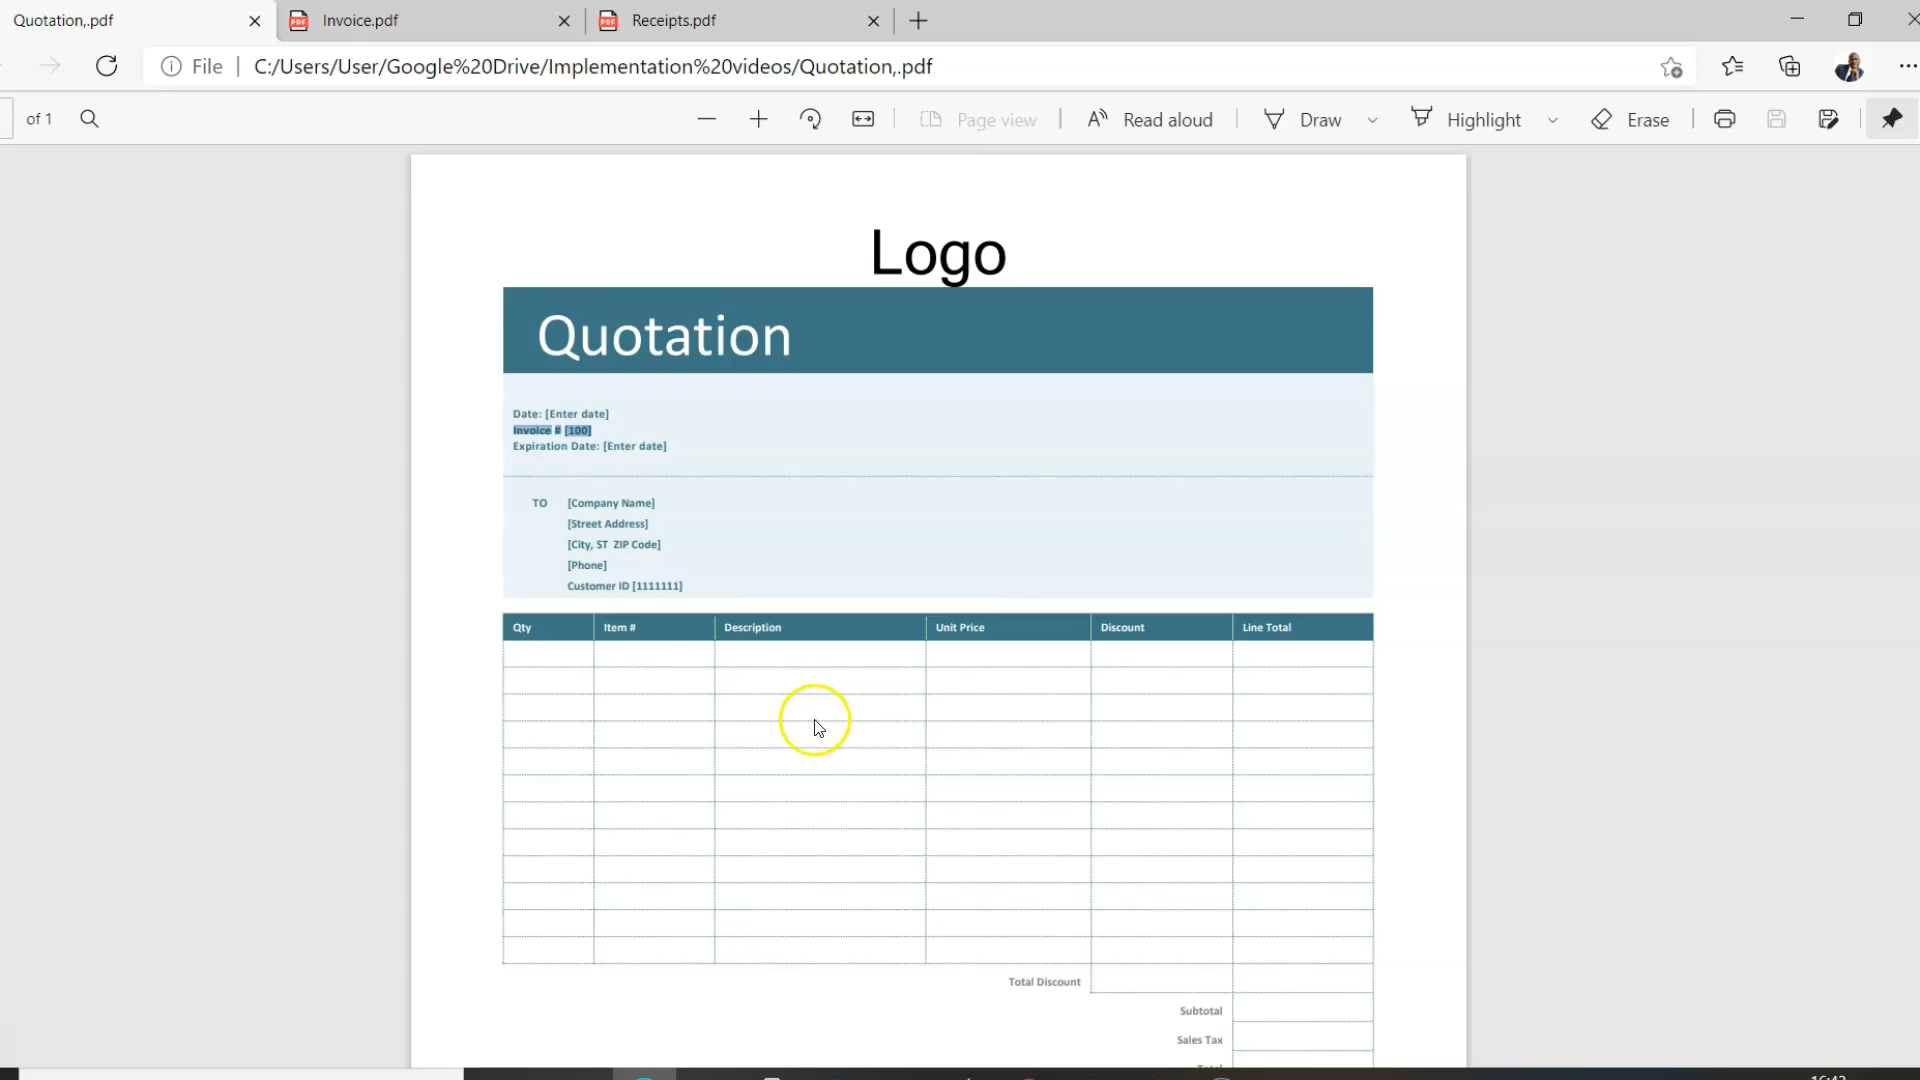 Quotation,.pdf
Invoice.pdf
Receipts.pdf
File
C:/Users/User/Google%20Drive/Implementation%20videos/Quotation,.pdf
of 1
Page view
Read aloud
Draw
Highlight
Erase
Logo
Quotation
Date: [Enter date]
Invoice # [100]
Expiration Date: [Enter date]
TO [Company Name]
[Street Address]
[City, ST ZIP Code]
[Phone]
Customer ID [1111111]
Qty Item # Description Unit Price Discount Line Total
Total Discount
Subtotal
Sales Tax